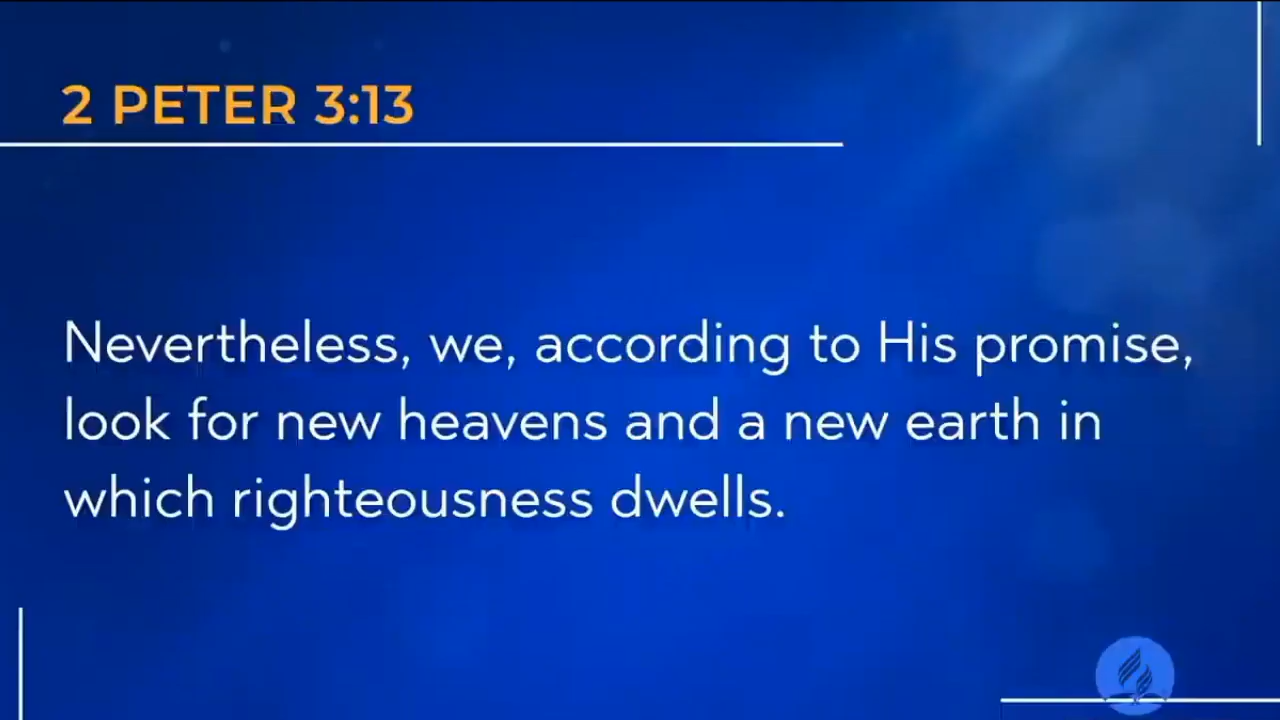 2 PETER 3:13
Nevertheless, we, according to His promise,
look for new heavens and a new earth in
which righteousness dwells.